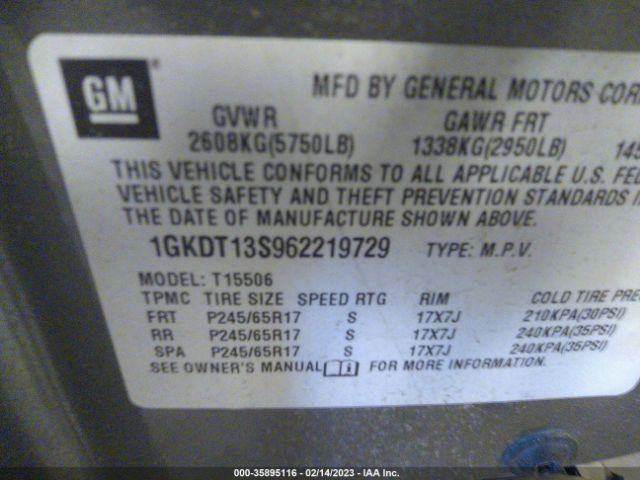 GM
MFD BY GENERAL MOTORS COR
GVWR GAWR FRT
2608KG(5750LB) 1338KG(2950LB) 145
THIS VEHICLE CONFORMS TO ALL APPLICABLE U.S. FE
VEHICLE SAFETY AND THEFT PREVENTION STANDARDS I
THE DATE OF MANUFACTURE SHOWN ABOVE.
1GKDT13S962219729 TYPE: M.P.V.
MODEL: T15506
TPMC TIRE SIZE SPEED RTG RIM COLD TIRE PRE
FRT P245/65R17 S 17X7J 210KPA(30PSI)
RR P245/65R17 S 17X7J 240KPA(35PSI)
SPA P245/65R17 S 17X7J 240KPA(35PSI)
SEE OWNER'S MANUAL FOR MORE INFORMATION.
000-35895116 - 02/14/2023 - IAA Inc.